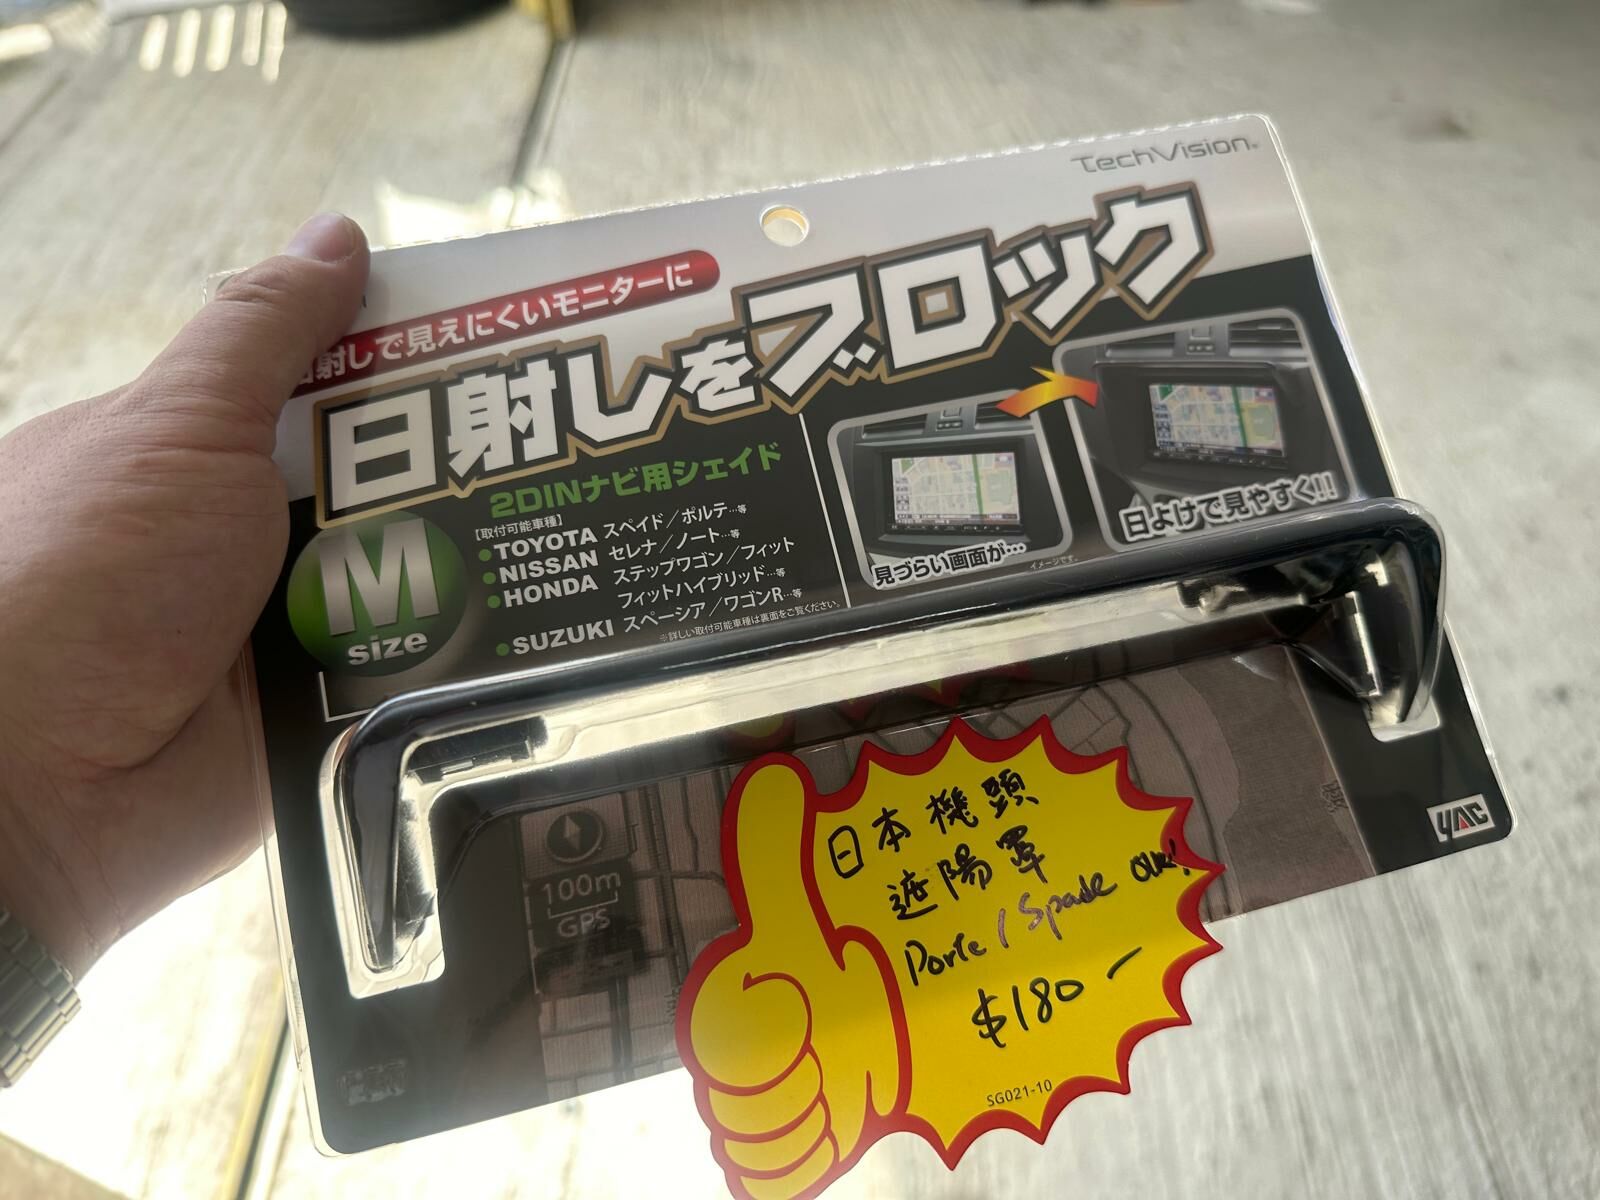 TechVision
射しで見えにくいモニターに
日射しをブロック
2DINナビ用シェイド
M
size
【取付可能車種】
●TOYOTA スペイド／ポルテ…等
●NISSAN セレナ／ノート…等
●HONDA ステップワゴン／フィット
フィットハイブリッド…等
●SUZUKI スペーシア／ワゴンR…等
※詳しい取付可能車種は裏面をご覧ください。
見づらい画面が…
日よけで見やすく!!
イメージです。
100m
GPS
YAC
日本機頭
遮陽罩
Porte / Spade ok!
$180-
SG021-10